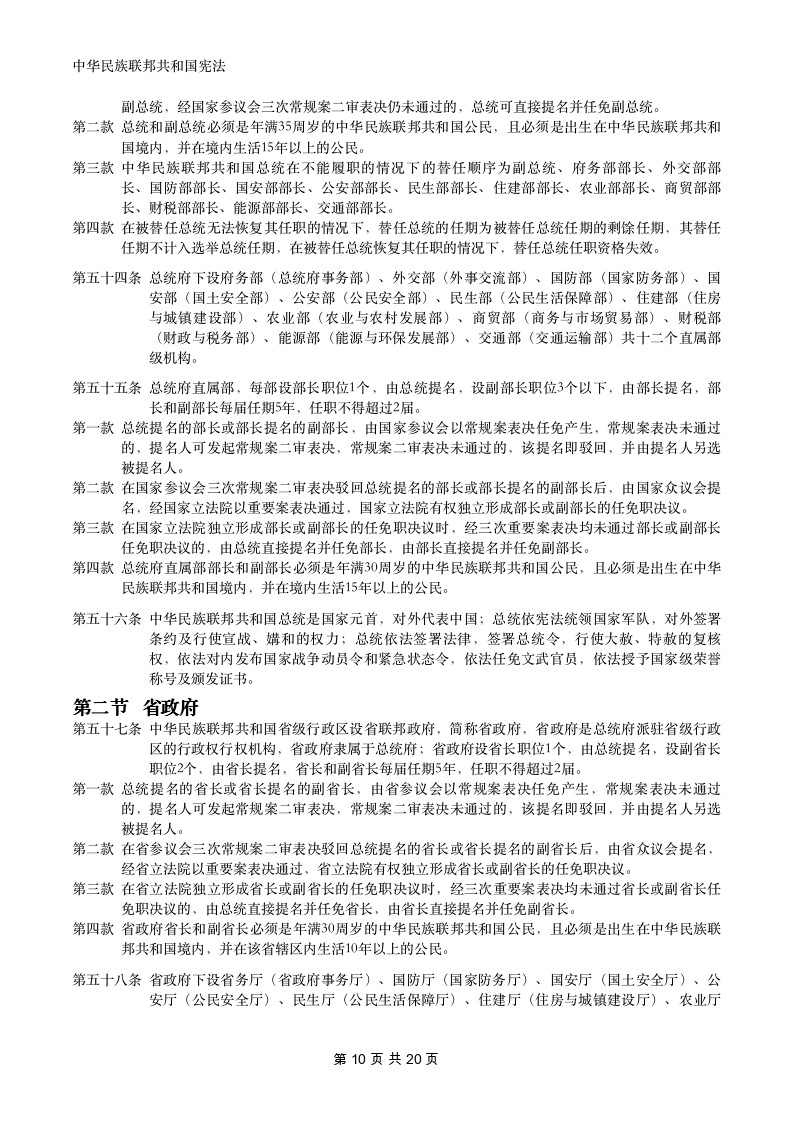 中华民族联邦共和国宪法
副总统，经国家参议会三次常规案二审表决仍未通过的，总统可直接提名并任免副总统。
第二款 总统和副总统必须是年满35周岁的中华民族联邦共和国公民，且必须是出生在中华民族联邦共和
国境内，并在境内生活15年以上的公民。
第三款 中华民族联邦共和国总统在不能履职的情况下的替任顺序为副总统、府务部部长、外交部部
长、国防部部长、国安部部长、公安部部长、民生部部长、住建部部长、农业部部长、商贸部部
长、财税部部长、能源部部长、交通部部长。
第四款 在被替任总统无法恢复其任职的情况下，替任总统的任期为被替任总统任期的剩馀任期，其替任
任期不计入选举总统任期，在被替任总统恢复其任职的情况下，替任总统任职资格失效。
第五十四条 总统府下设府务部（总统府事务部）、外交部（外事交流部）、国防部（国家防务部）、国
安部（国土安全部）、公安部（公民安全部）、民生部（公民生活保障部）、住建部（住房
与城镇建设部）、农业部（农业与农村发展部）、商贸部（商务与市场贸易部）、财税部
（财政与税务部）、能源部（能源与环保发展部）、交通部（交通运输部）共十二个直属部
级机构。
第五十五条 总统府直属部，每部设部长职位1个，由总统提名，设副部长职位3个以下，由部长提名，部
长和副部长每届任期5年，任职不得超过2届。
第一款 总统提名的部长或部长提名的副部长，由国家参议会以常规案表决任免产生，常规案表决未通过
的，提名人可发起常规案二审表决，常规案二审表决未通过的，该提名即驳回，并由提名人另选
被提名人。
第二款 在国家参议会三次常规案二审表决驳回总统提名的部长或部长提名的副部长后，由国家众议会提
名，经国家立法院以重要案表决通过，国家立法院有权独立形成部长或副部长的任免职决议。
第三款 在国家立法院独立形成部长或副部长的任免职决议时，经三次重要案表决均未通过部长或副部长
任免职决议的，由总统直接提名并任免部长，由部长直接提名并任免副部长。
第四款 总统府直属部部长和副部长必须是年满30周岁的中华民族联邦共和国公民，且必须是出生在中华
民族联邦共和国境内，并在境内生活15年以上的公民。
第五十六条 中华民族联邦共和国总统是国家元首，对外代表中国；总统依宪法统领国家军队，对外签署
条约及行使宣战、媾和的权力；总统依法签署法律，签署总统令，行使大赦、特赦的复核
权，依法对内发布国家战争动员令和紧急状态令，依法任免文武官员，依法授予国家级荣誉
称号及颁发证书。
第二节 省政府
第五十七条 中华民族联邦共和国省级行政区设省联邦政府，简称省政府，省政府是总统府派驻省级行政
区的行政权行权机构，省政府隶属于总统府；省政府设省长职位1个，由总统提名，设副省长
职位2个，由省长提名，省长和副省长每届任期5年，任职不得超过2届。
第一款 总统提名的省长或省长提名的副省长，由省参议会以常规案表决任免产生，常规案表决未通过
的，提名人可发起常规案二审表决，常规案二审表决未通过的，该提名即驳回，并由提名人另选
被提名人。
第二款 在省参议会三次常规案二审表决驳回总统提名的省长或省长提名的副省长后，由省众议会提名，
经省立法院以重要案表决通过，省立法院有权独立形成省长或副省长的任免职决议。
第三款 在省立法院独立形成省长或副省长的任免职决议时，经三次重要案表决均未通过省长或副省长任
免职决议的，由总统直接提名并任免省长，由省长直接提名并任免副省长。
第四款 省政府省长和副省长必须是年满30周岁的中华民族联邦共和国公民，且必须是出生在中华民族联
邦共和国境内，并在该省辖区内生活10年以上的公民。
第五十八条 省政府下设省务厅（省政府事务厅）、国防厅（国家防务厅）、国安厅（国土安全厅）、公
安厅（公民安全厅）、民生厅（公民生活保障厅）、住建厅（住房与城镇建设厅）、农业厅
第 10 页 共 20 页